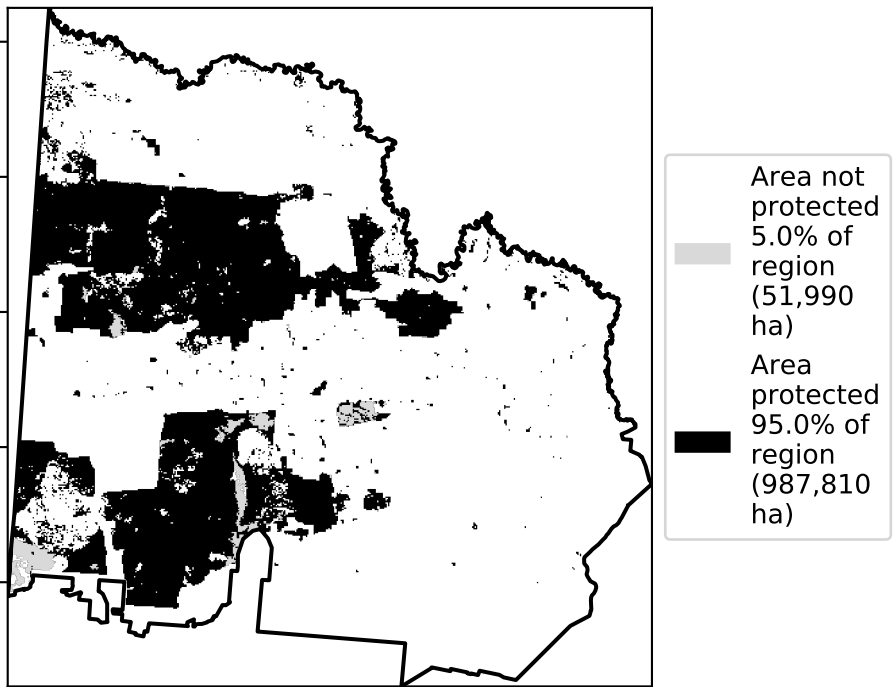 Area not
protected
5.0% of
region
(51,990
ha)
Area
protected
95.0% of
region
(987,810
ha)